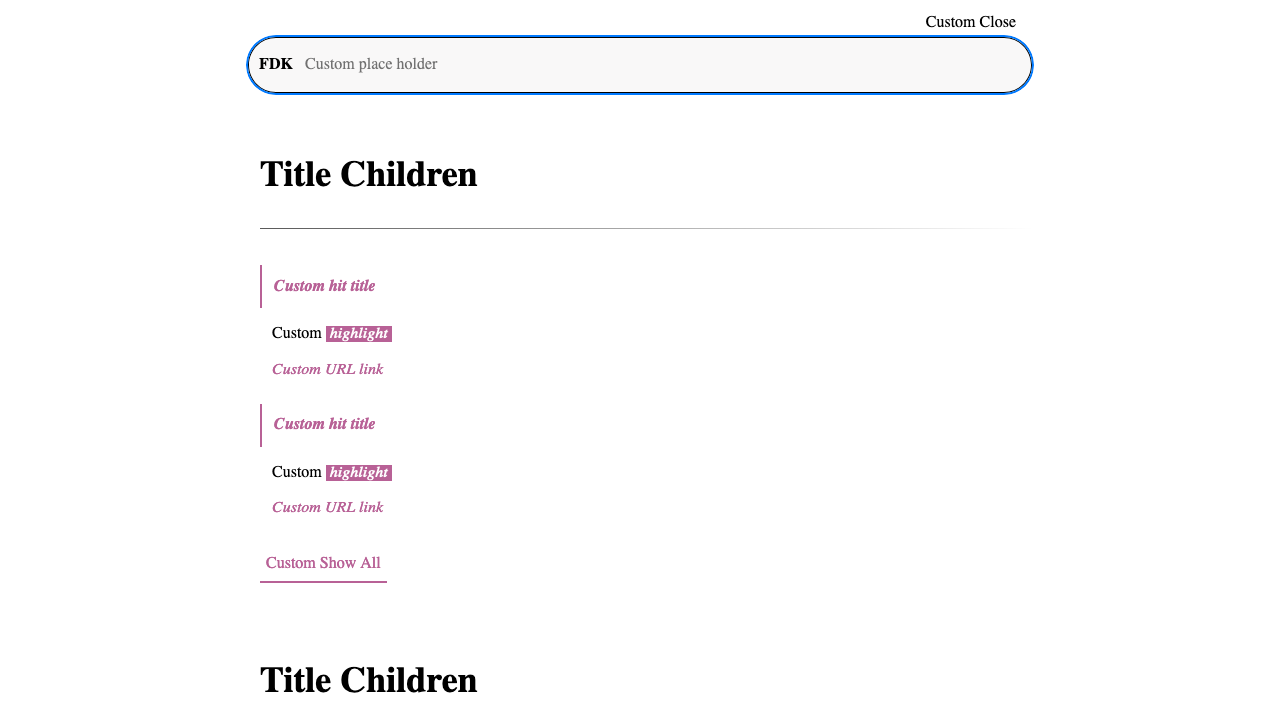 Custom Close
FDK Custom place holder
Title Children
Custom hit title
Custom highlight
Custom URL link
Custom hit title
Custom highlight
Custom URL link
Custom Show All
Title Children